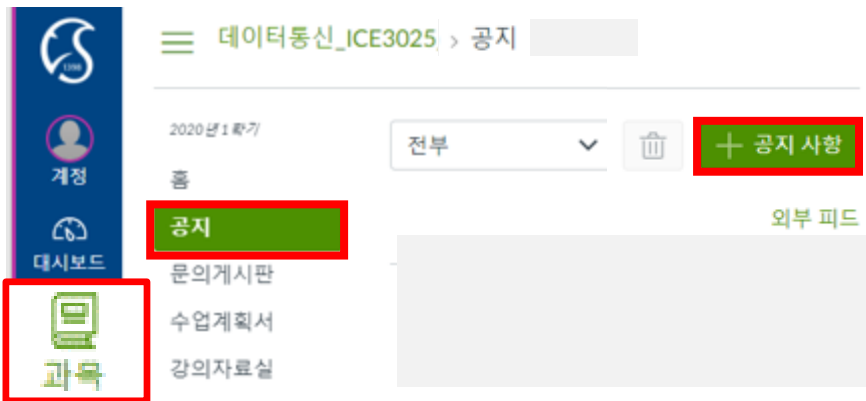 데이터통신_ICE3025 > 공지
계정
대시보드
과목
2020년 1학기
홈
공지
문의게시판
수업계획서
강의자료실
전부
+ 공지 사항
외부 피드